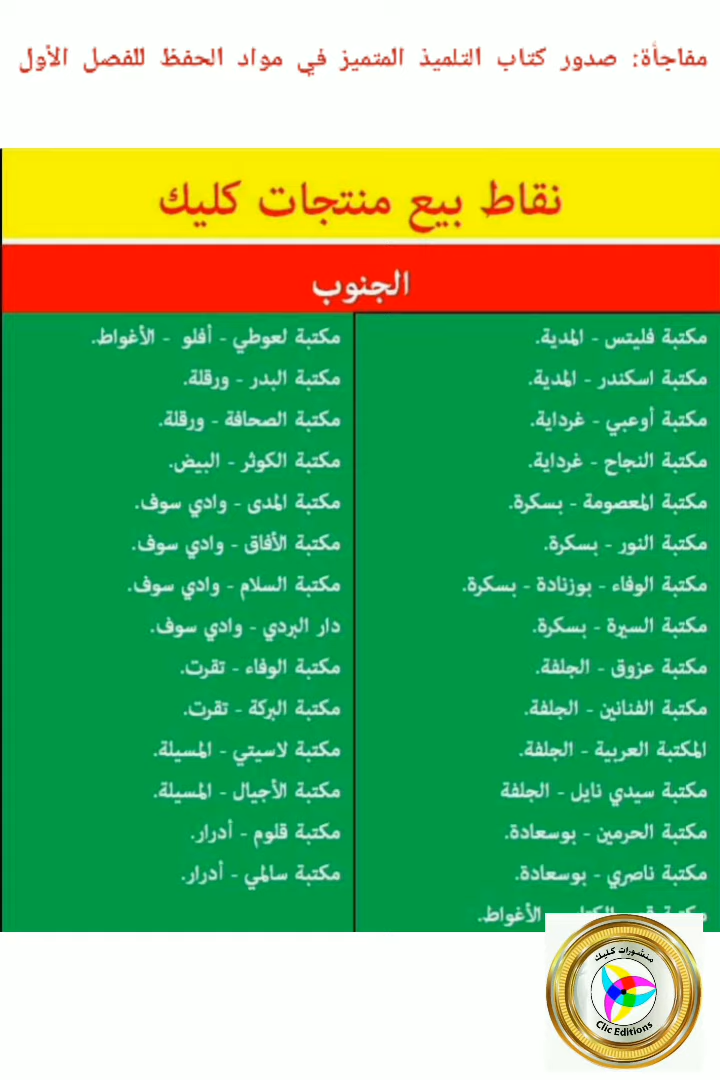 مفاجأة: صدور كتاب التلميذ المتميز في مواد الحفظ للفصل الأول
نقاط بيع منتجات كليك
الجنوب
مكتبة فليتس - المدية.
مكتبة اسكندر - المدية.
مكتبة أوعبي - غرداية.
مكتبة النجاح - غرداية.
مكتبة المعصومة - بسكرة.
مكتبة النور - بسكرة.
مكتبة الوفاء - بوزنادة - بسكرة.
مكتبة السيرة - بسكرة.
مكتبة عزوق - الجلفة.
مكتبة الفنانين - الجلفة.
المكتبة العربية - الجلفة.
مكتبة سيدي نايل - الجلفة
مكتبة الحرمين - بوسعادة.
مكتبة ناصري - بوسعادة.
الأغواط.
مكتبة لعوطي - أفلو - الأغواط.
مكتبة البدر - ورقلة.
مكتبة الصحافة - ورقلة.
مكتبة الكوثر - البيض.
مكتبة المدى - وادي سوف.
مكتبة الأفاق - وادي سوف.
مكتبة السلام - وادي سوف.
دار البردي - وادي سوف.
مكتبة الوفاء - تقرت.
مكتبة البركة - تقرت.
مكتبة لاسيتي - المسيلة.
مكتبة الأجيال - المسيلة.
مكتبة قلوم - أدرار.
مكتبة سالمي - أدرار.
منشورات كليك
Clic Editions